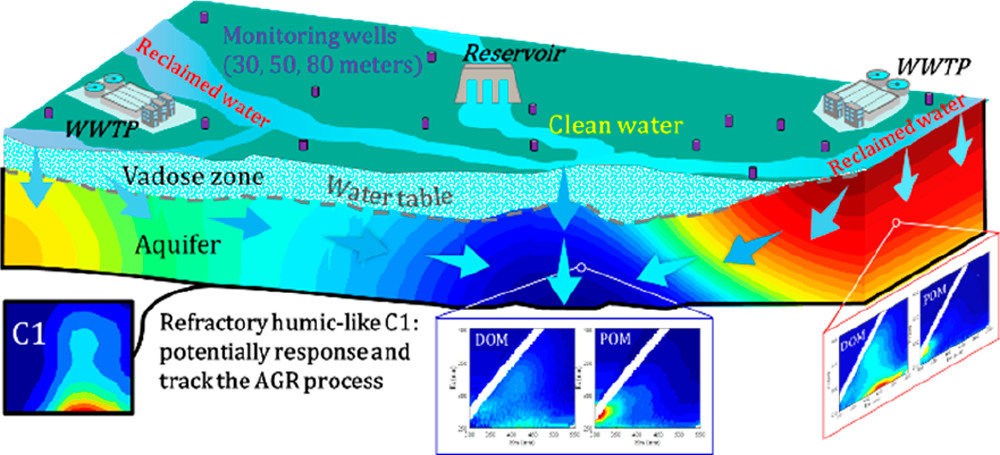 Monitoring wells
(30, 50, 80 meters)
Reservoir
WWTP
Reclaimed water
WWTP
Clean water
Reclaimed water
Vadose zone
Water table
Aquifer
C1
Refractory humic-like C1:
potentially response and
track the AGR process
DOM
POM
DOM
POM